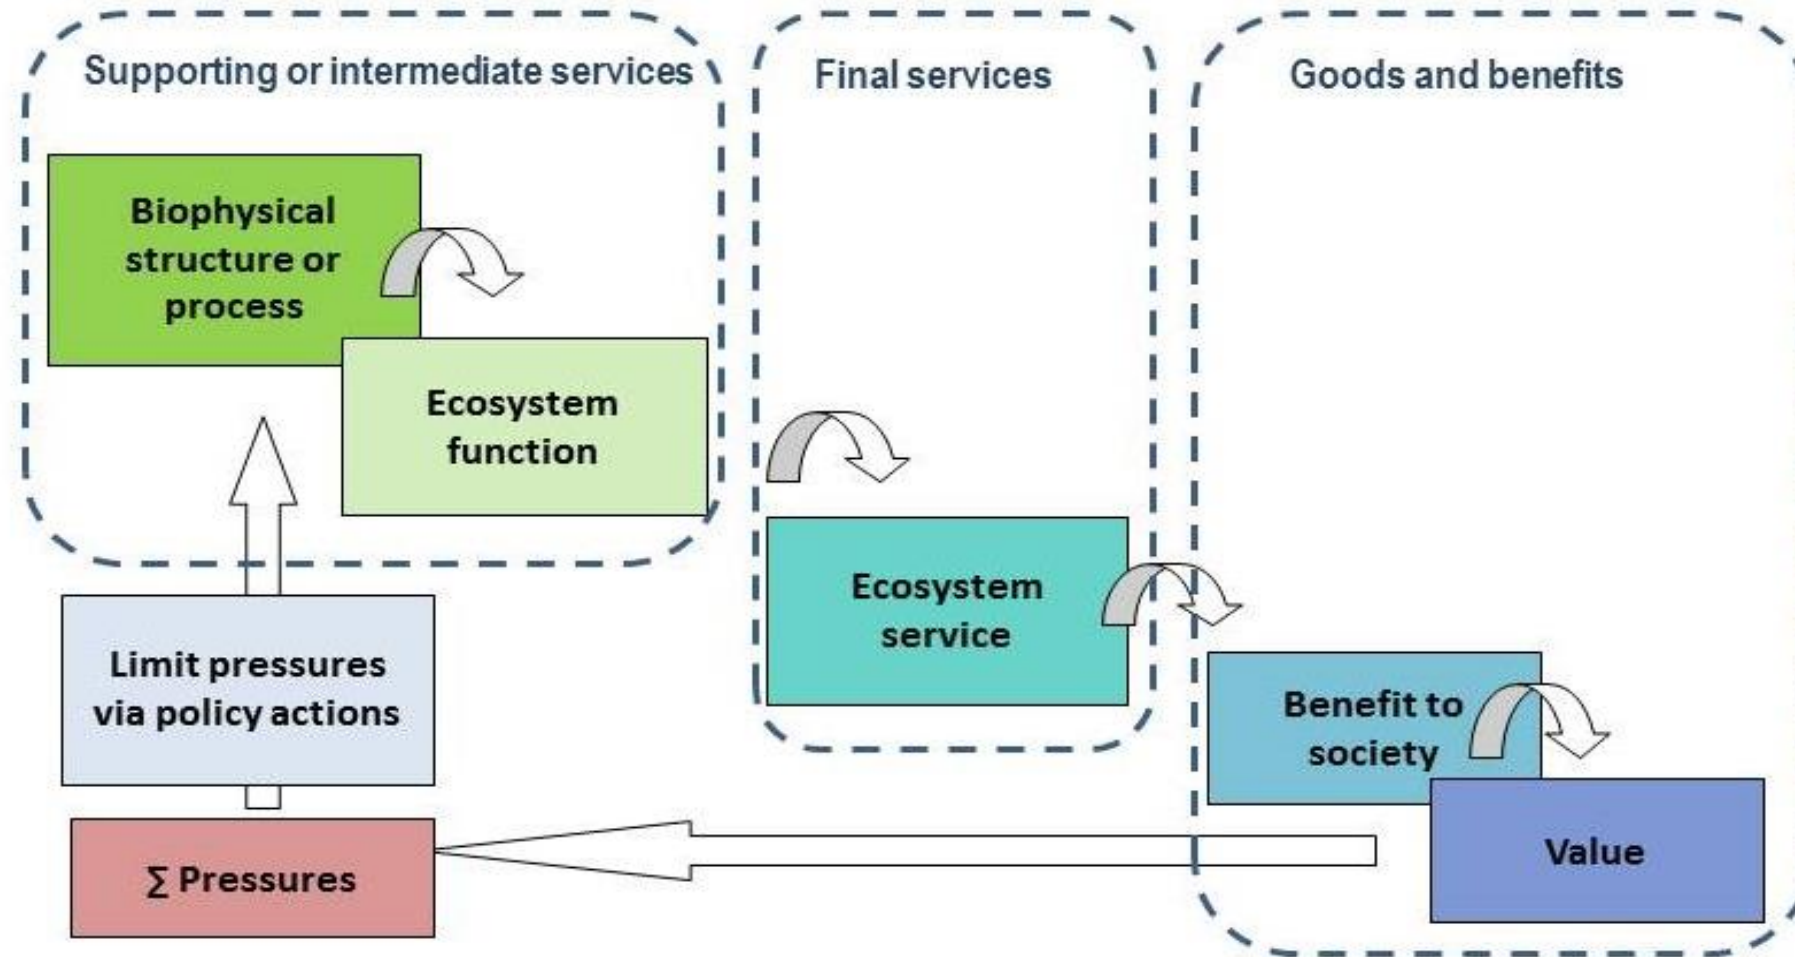 Supporting or intermediate services
Final services
Goods and benefits
Biophysical
structure or
process
Ecosystem
function
Ecosystem
service
Limit pressures
via policy actions
Benefit to
society
Value
∑ Pressures